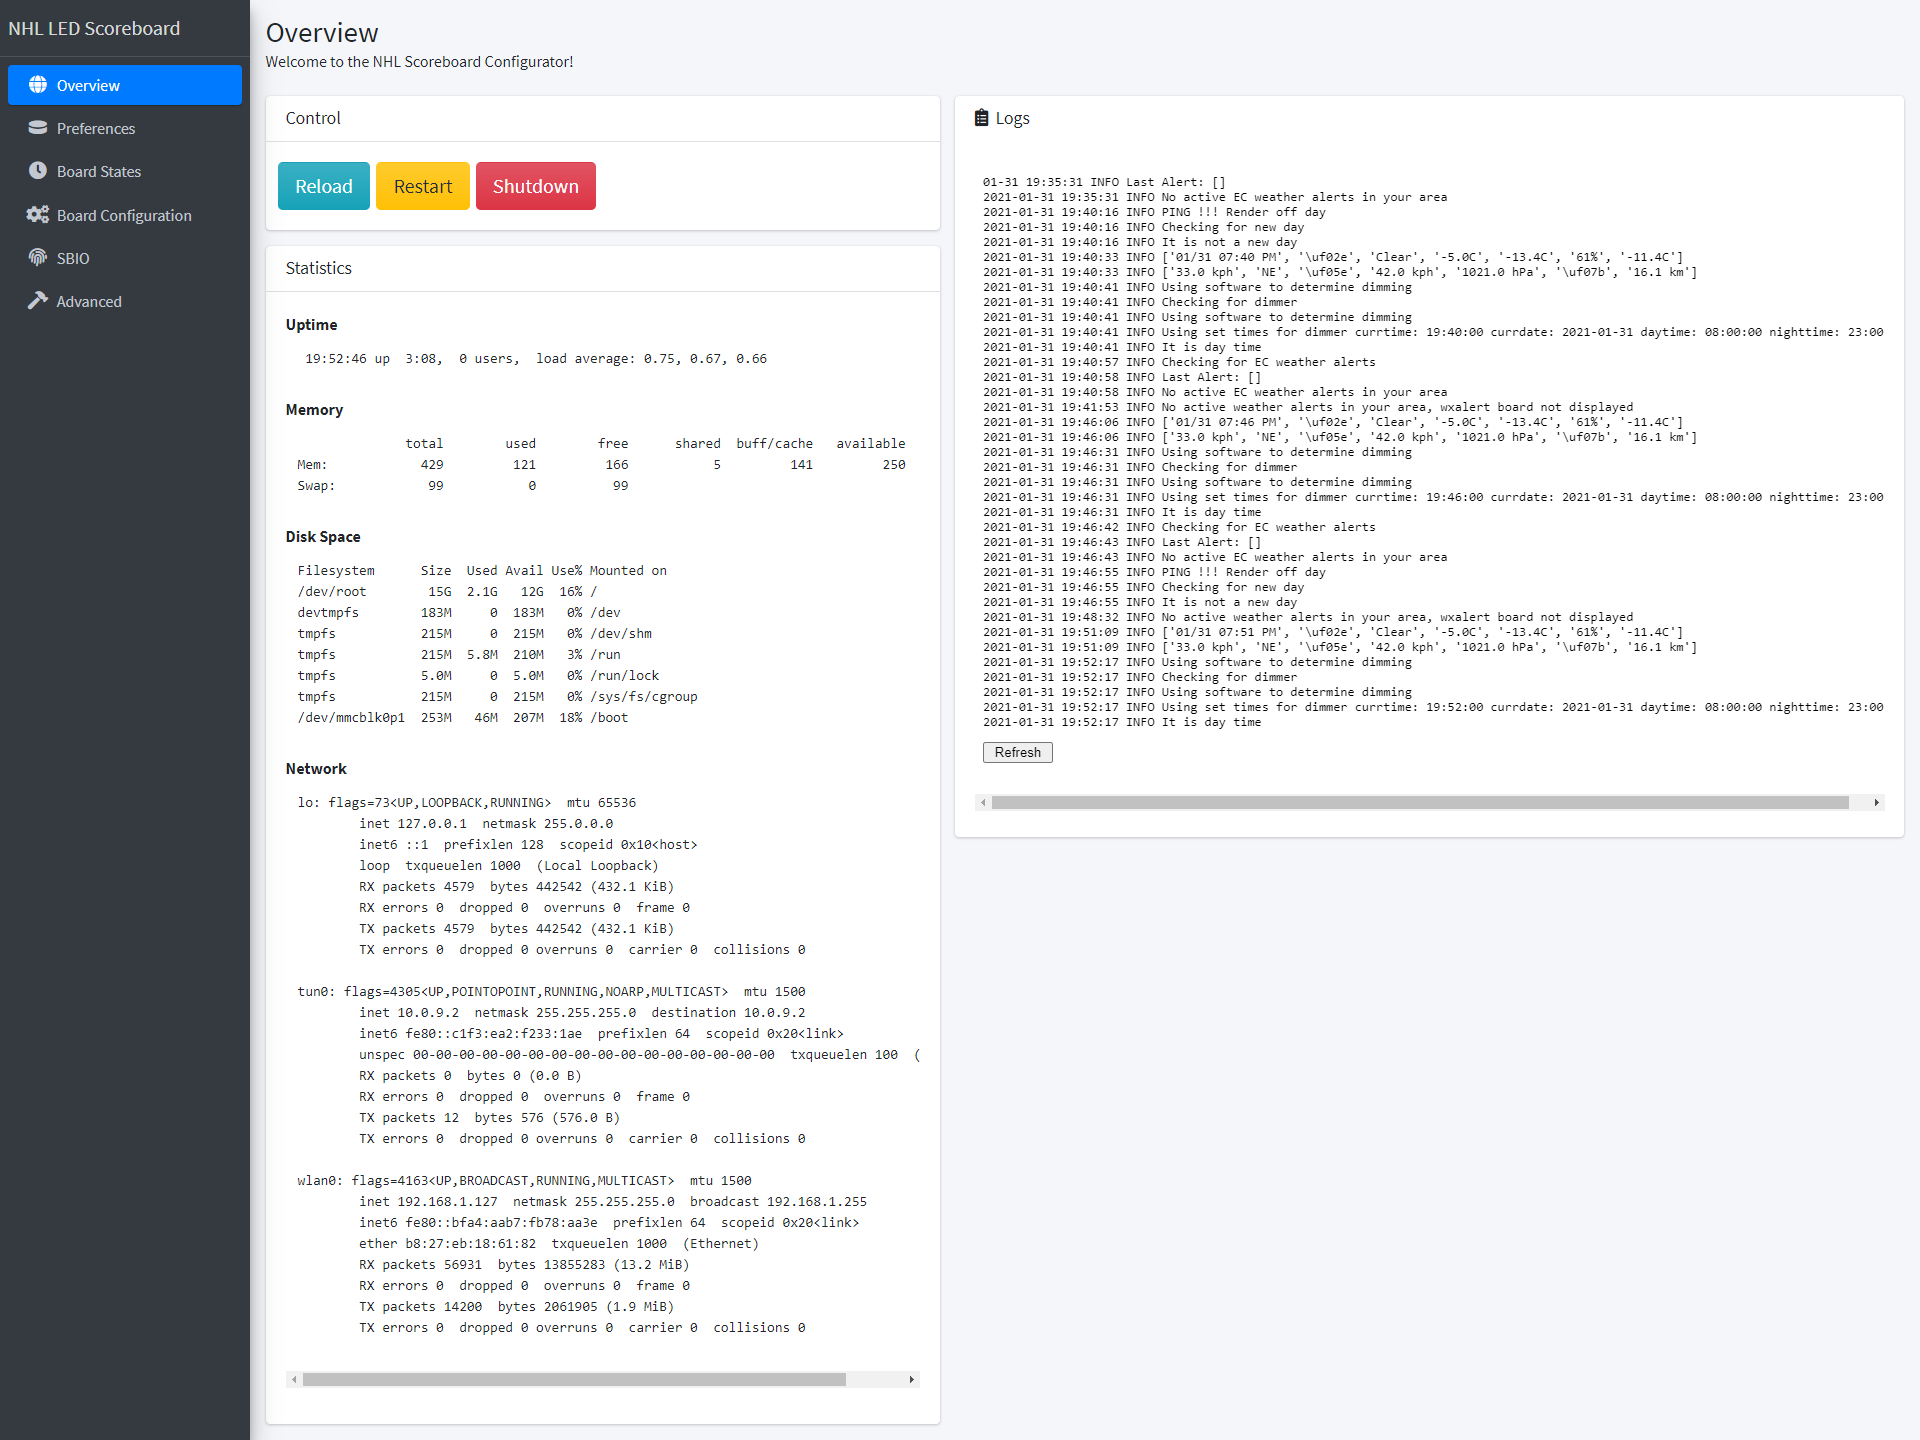 NHL LED Scoreboard
Overview
Preferences
Board States
Board Configuration
SBIO
Advanced
Overview
Welcome to the NHL Scoreboard Configurator!
Control
Reload Restart Shutdown
Statistics
Uptime
19:52:46 up  3:08,  0 users,  load average: 0.75, 0.67, 0.66
Memory
total used free shared buff/cache available
Mem: 429 121 166 5 141 250
Swap: 99 0 99
Disk Space
Filesystem Size Used Avail Use% Mounted on
/dev/root 15G 2.1G 12G 16% /
devtmpfs 183M 0 183M 0% /dev
tmpfs 215M 0 215M 0% /dev/shm
tmpfs 215M 5.8M 210M 3% /run
tmpfs 5.0M 0 5.0M 0% /run/lock
tmpfs 215M 0 215M 0% /sys/fs/cgroup
/dev/mmcblk0p1 253M 46M 207M 18% /boot
Network
lo: flags=73<UP,LOOPBACK,RUNNING>  mtu 65536
inet 127.0.0.1  netmask 255.0.0.0
inet6 ::1  prefixlen 128  scopeid 0x10<host>
loop  txqueuelen 1000  (Local Loopback)
RX packets 4579  bytes 442542 (432.1 KiB)
RX errors 0  dropped 0  overruns 0  frame 0
TX packets 4579  bytes 442542 (432.1 KiB)
TX errors 0  dropped 0 overruns 0  carrier 0  collisions 0
tun0: flags=4305<UP,POINTOPOINT,RUNNING,NOARP,MULTICAST>  mtu 1500
inet 10.0.9.2  netmask 255.255.255.0  destination 10.0.9.2
inet6 fe80::c1f3:ea2:f233:1ae  prefixlen 64  scopeid 0x20<link>
unspec 00-00-00-00-00-00-00-00-00-00-00-00-00-00-00-00  txqueuelen 100  (
RX packets 0  bytes 0 (0.0 B)
RX errors 0  dropped 0  overruns 0  frame 0
TX packets 12  bytes 576 (576.0 B)
TX errors 0  dropped 0 overruns 0  carrier 0  collisions 0
wlan0: flags=4163<UP,BROADCAST,RUNNING,MULTICAST>  mtu 1500
inet 192.168.1.127  netmask 255.255.255.0  broadcast 192.168.1.255
inet6 fe80::bfa4:aab7:fb78:aa3e  prefixlen 64  scopeid 0x20<link>
ether b8:27:eb:18:61:82  txqueuelen 1000  (Ethernet)
RX packets 56931  bytes 13855283 (13.2 MiB)
RX errors 0  dropped 0  overruns 0  frame 0
TX packets 14200  bytes 2061905 (1.9 MiB)
TX errors 0  dropped 0 overruns 0  carrier 0  collisions 0
Logs
01-31 19:35:31 INFO Last Alert: []
2021-01-31 19:35:31 INFO No active EC weather alerts in your area
2021-01-31 19:40:16 INFO PING !!! Render off day
2021-01-31 19:40:16 INFO Checking for new day
2021-01-31 19:40:16 INFO It is not a new day
2021-01-31 19:40:33 INFO ['01/31 07:40 PM', '\uf02e', 'Clear', '-5.0C', '-13.4C', '61%', '-11.4C']
2021-01-31 19:40:33 INFO ['33.0 kph', 'NE', '\uf05e', '42.0 kph', '1021.0 hPa', '\uf07b', '16.1 km']
2021-01-31 19:40:41 INFO Using software to determine dimming
2021-01-31 19:40:41 INFO Checking for dimmer
2021-01-31 19:40:41 INFO Using software to determine dimming
2021-01-31 19:40:41 INFO Using set times for dimmer currtime: 19:40:00 currdate: 2021-01-31 daytime: 08:00:00 nighttime: 23:00
2021-01-31 19:40:41 INFO It is day time
2021-01-31 19:40:57 INFO Checking for EC weather alerts
2021-01-31 19:40:58 INFO Last Alert: []
2021-01-31 19:40:58 INFO No active EC weather alerts in your area
2021-01-31 19:41:53 INFO No active weather alerts in your area, wxalert board not displayed
2021-01-31 19:46:06 INFO ['01/31 07:46 PM', '\uf02e', 'Clear', '-5.0C', '-13.4C', '61%', '-11.4C']
2021-01-31 19:46:06 INFO ['33.0 kph', 'NE', '\uf05e', '42.0 kph', '1021.0 hPa', '\uf07b', '16.1 km']
2021-01-31 19:46:31 INFO Using software to determine dimming
2021-01-31 19:46:31 INFO Checking for dimmer
2021-01-31 19:46:31 INFO Using software to determine dimming
2021-01-31 19:46:31 INFO Using set times for dimmer currtime: 19:46:00 currdate: 2021-01-31 daytime: 08:00:00 nighttime: 23:00
2021-01-31 19:46:31 INFO It is day time
2021-01-31 19:46:42 INFO Checking for EC weather alerts
2021-01-31 19:46:43 INFO Last Alert: []
2021-01-31 19:46:43 INFO No active EC weather alerts in your area
2021-01-31 19:46:55 INFO PING !!! Render off day
2021-01-31 19:46:55 INFO Checking for new day
2021-01-31 19:46:55 INFO It is not a new day
2021-01-31 19:48:32 INFO No active weather alerts in your area, wxalert board not displayed
2021-01-31 19:51:09 INFO ['01/31 07:51 PM', '\uf02e', 'Clear', '-5.0C', '-13.4C', '61%', '-11.4C']
2021-01-31 19:51:09 INFO ['33.0 kph', 'NE', '\uf05e', '42.0 kph', '1021.0 hPa', '\uf07b', '16.1 km']
2021-01-31 19:52:17 INFO Using software to determine dimming
2021-01-31 19:52:17 INFO Checking for dimmer
2021-01-31 19:52:17 INFO Using software to determine dimming
2021-01-31 19:52:17 INFO Using set times for dimmer currtime: 19:52:00 currdate: 2021-01-31 daytime: 08:00:00 nighttime: 23:00
2021-01-31 19:52:17 INFO It is day time
Refresh